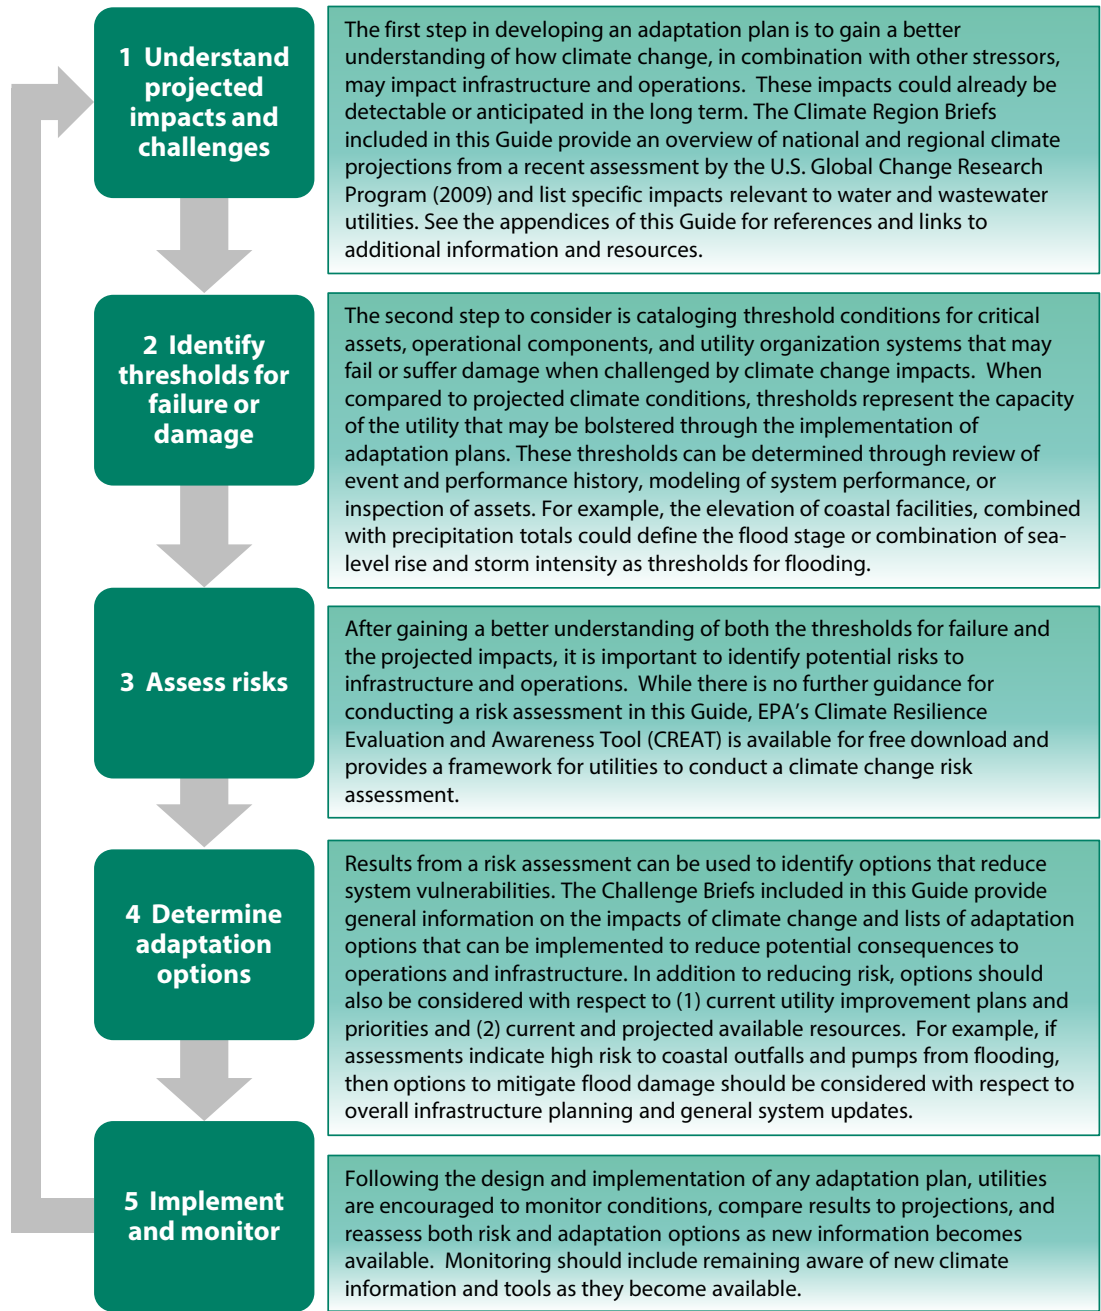 1 Understand
projected
impacts and
challenges
The first step in developing an adaptation plan is to gain a better
understanding of how climate change, in combination with other stressors,
may impact infrastructure and operations. These impacts could already be
detectable or anticipated in the long term. The Climate Region Briefs
included in this Guide provide an overview of national and regional climate
projections from a recent assessment by the U.S. Global Change Research
Program (2009) and list specific impacts relevant to water and wastewater
utilities. See the appendices of this Guide for references and links to
additional information and resources.
2 Identify
thresholds for
failure or
damage
The second step to consider is cataloging threshold conditions for critical
assets, operational components, and utility organization systems that may
fail or suffer damage when challenged by climate change impacts. When
compared to projected climate conditions, thresholds represent the capacity
of the utility that may be bolstered through the implementation of
adaptation plans. These thresholds can be determined through review of
event and performance history, modeling of system performance, or
inspection of assets. For example, the elevation of coastal facilities, combined
with precipitation totals could define the flood stage or combination of sea-
level rise and storm intensity as thresholds for flooding.
3 Assess risks
After gaining a better understanding of both the thresholds for failure and
the projected impacts, it is important to identify potential risks to
infrastructure and operations. While there is no further guidance for
conducting a risk assessment in this Guide, EPA's Climate Resilience
Evaluation and Awareness Tool (CREAT) is available for free download and
provides a framework for utilities to conduct a climate change risk
assessment.
4 Determine
adaptation
options
Results from a risk assessment can be used to identify options that reduce
system vulnerabilities. The Challenge Briefs included in this Guide provide
general information on the impacts of climate change and lists of adaptation
options that can be implemented to reduce potential consequences to
operations and infrastructure. In addition to reducing risk, options should
also be considered with respect to (1) current utility improvement plans and
priorities and (2) current and projected available resources. For example, if
assessments indicate high risk to coastal outfalls and pumps from flooding,
then options to mitigate flood damage should be considered with respect to
overall infrastructure planning and general system updates.
5 Implement
and monitor
Following the design and implementation of any adaptation plan, utilities
are encouraged to monitor conditions, compare results to projections, and
reassess both risk and adaptation options as new information becomes
available. Monitoring should include remaining aware of new climate
information and tools as they become available.